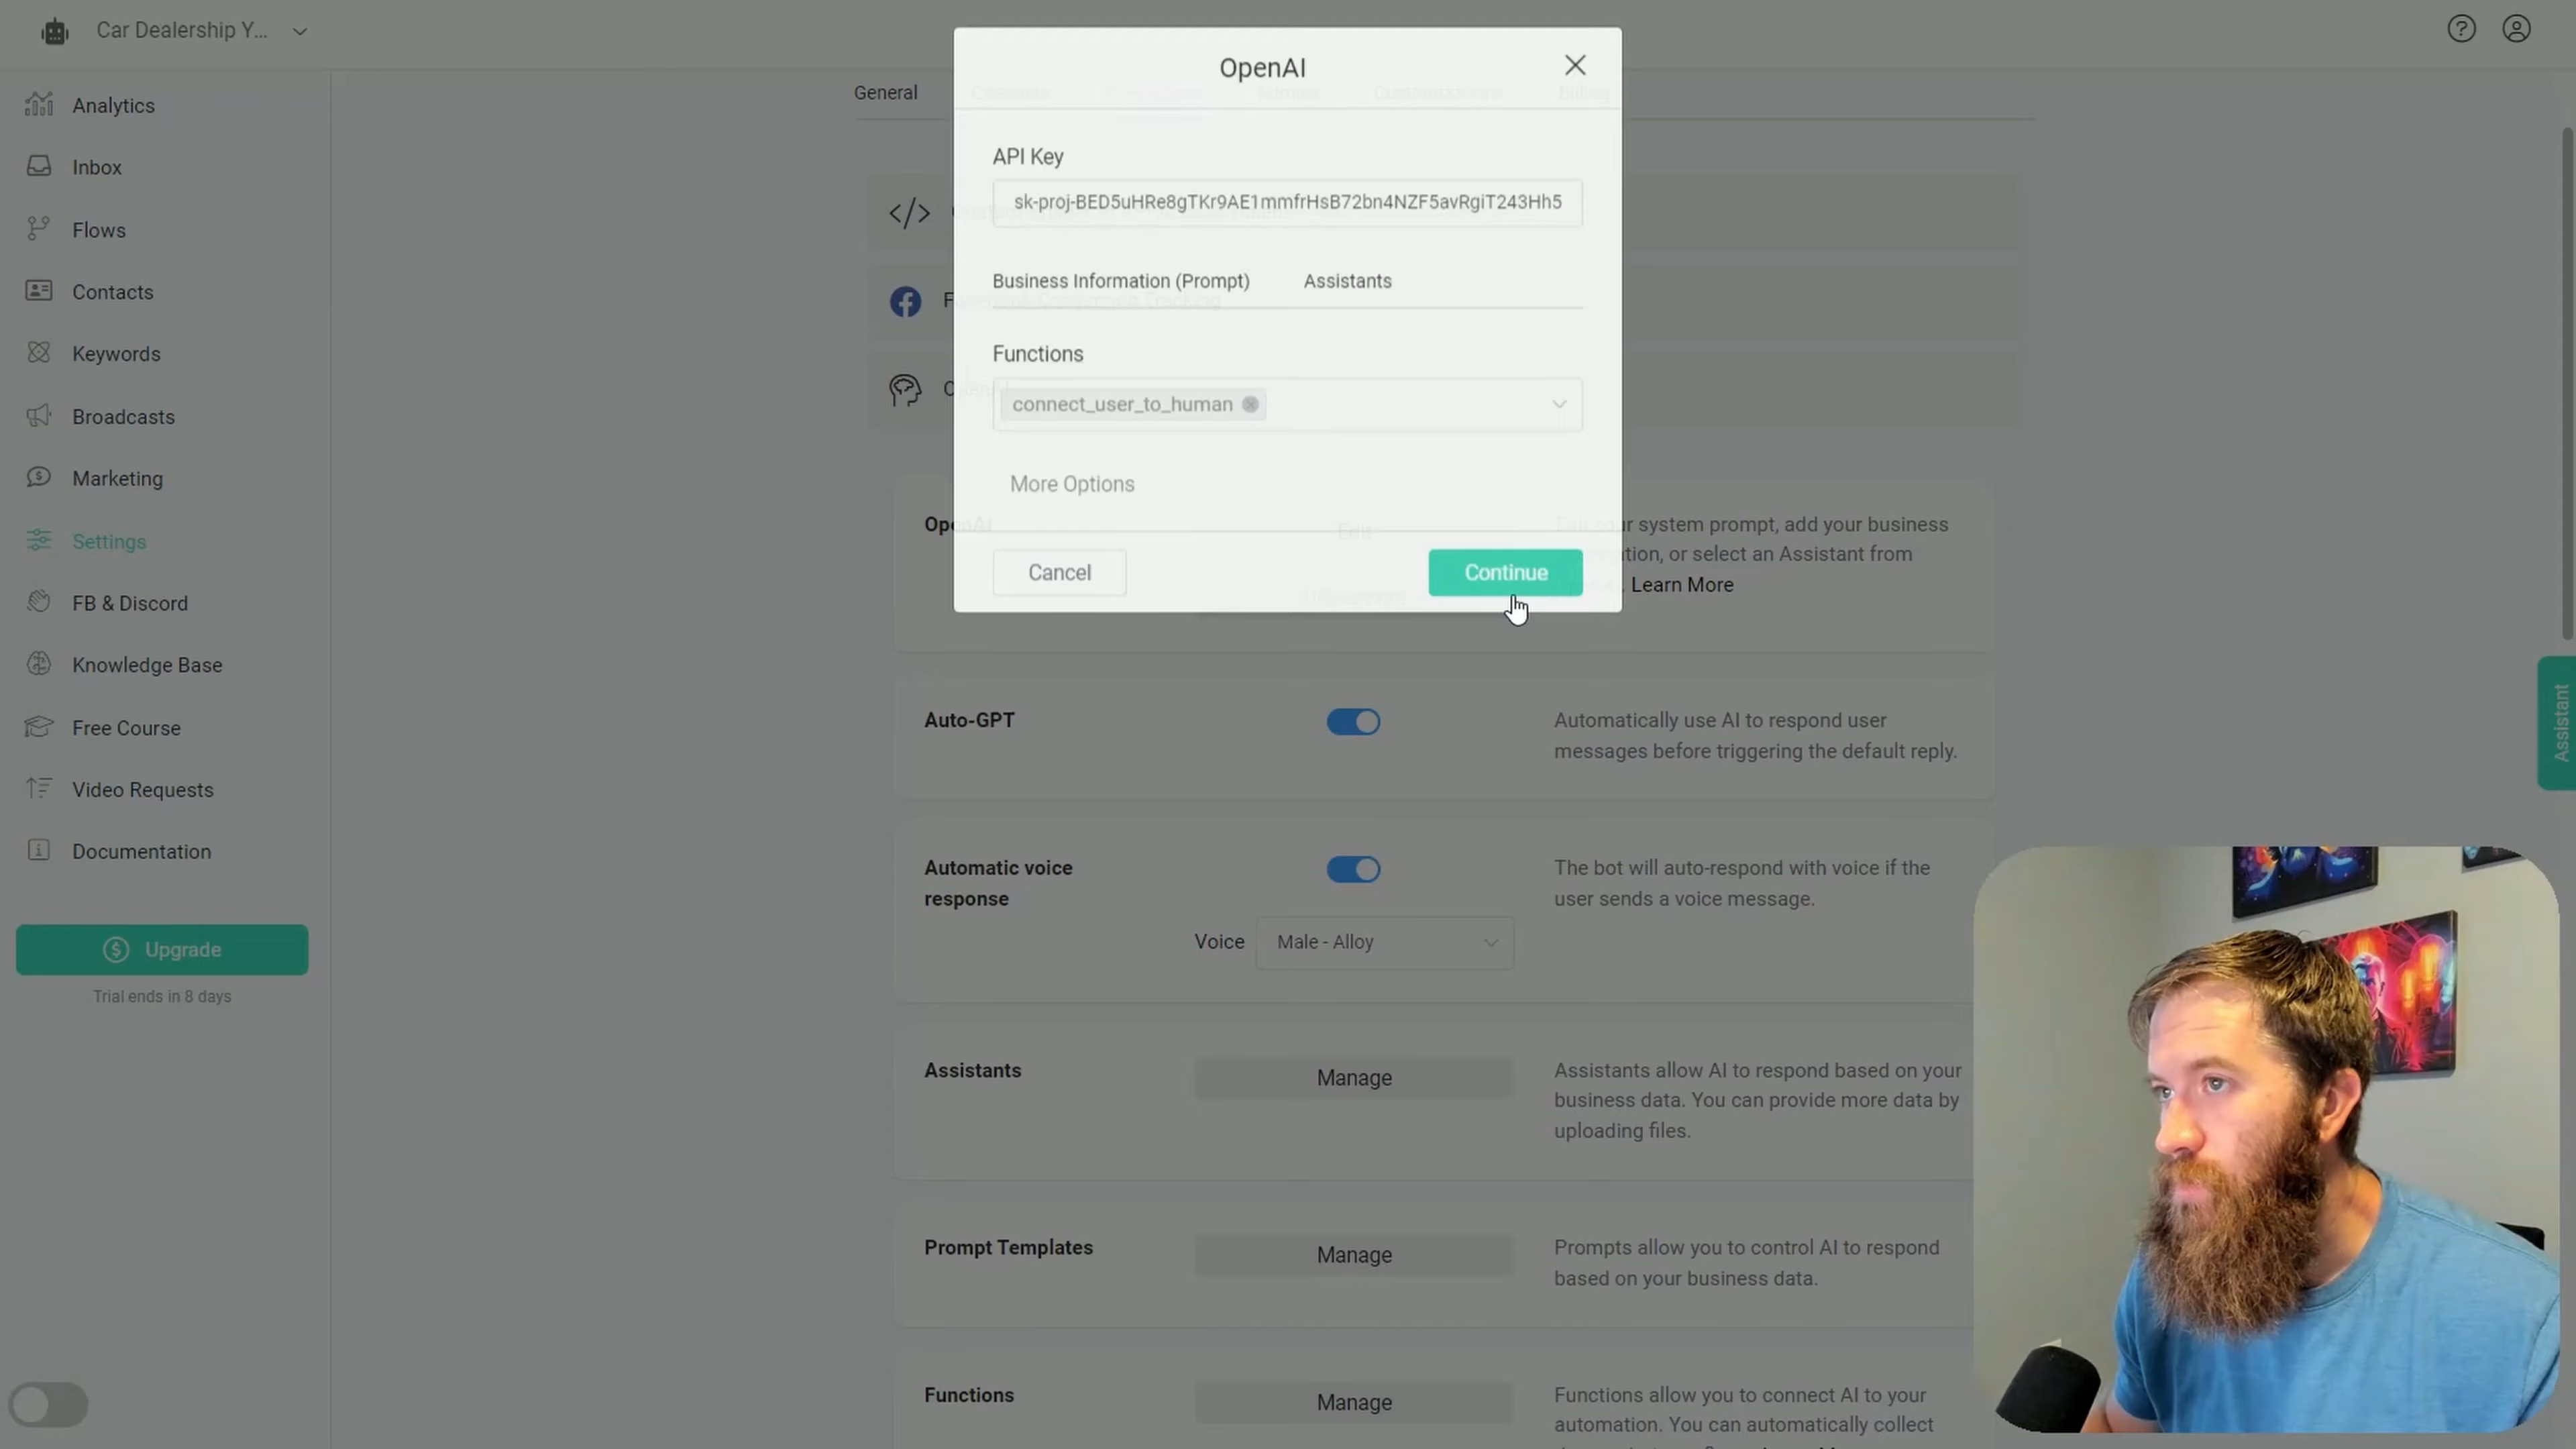 Car Dealership Y...
Analytics
Inbox
Flows
Contacts
Keywords
Broadcasts
Marketing
Settings
FB & Discord
Knowledge Base
Free Course
Video Requests
Documentation
Upgrade
Trial ends in 8 days
General
OpenAI
API Key
sk-proj-BED5uHRe8gTKr9AE1mmfrHsB72bn4NZF5avRgiT243Hh5
Business Information (Prompt) Assistants
Functions
connect_user_to_human
More Options
Cancel
Continue
OpenAI
Edit your system prompt, add your business
or select an Assistant from
Learn More
Auto-GPT
Automatically use AI to respond user
messages before triggering the default reply.
Automatic voice
response
Voice Male - Alloy
The bot will auto-respond with voice if the
user sends a voice message.
Assistants
Manage
Assistants allow AI to respond based on your
business data. You can provide more data by
uploading files.
Prompt Templates
Manage
Prompts allow you to control AI to respond
based on your business data.
Functions
Manage
Functions allow you to connect AI to your
automation. You can automatically collect
Assistant